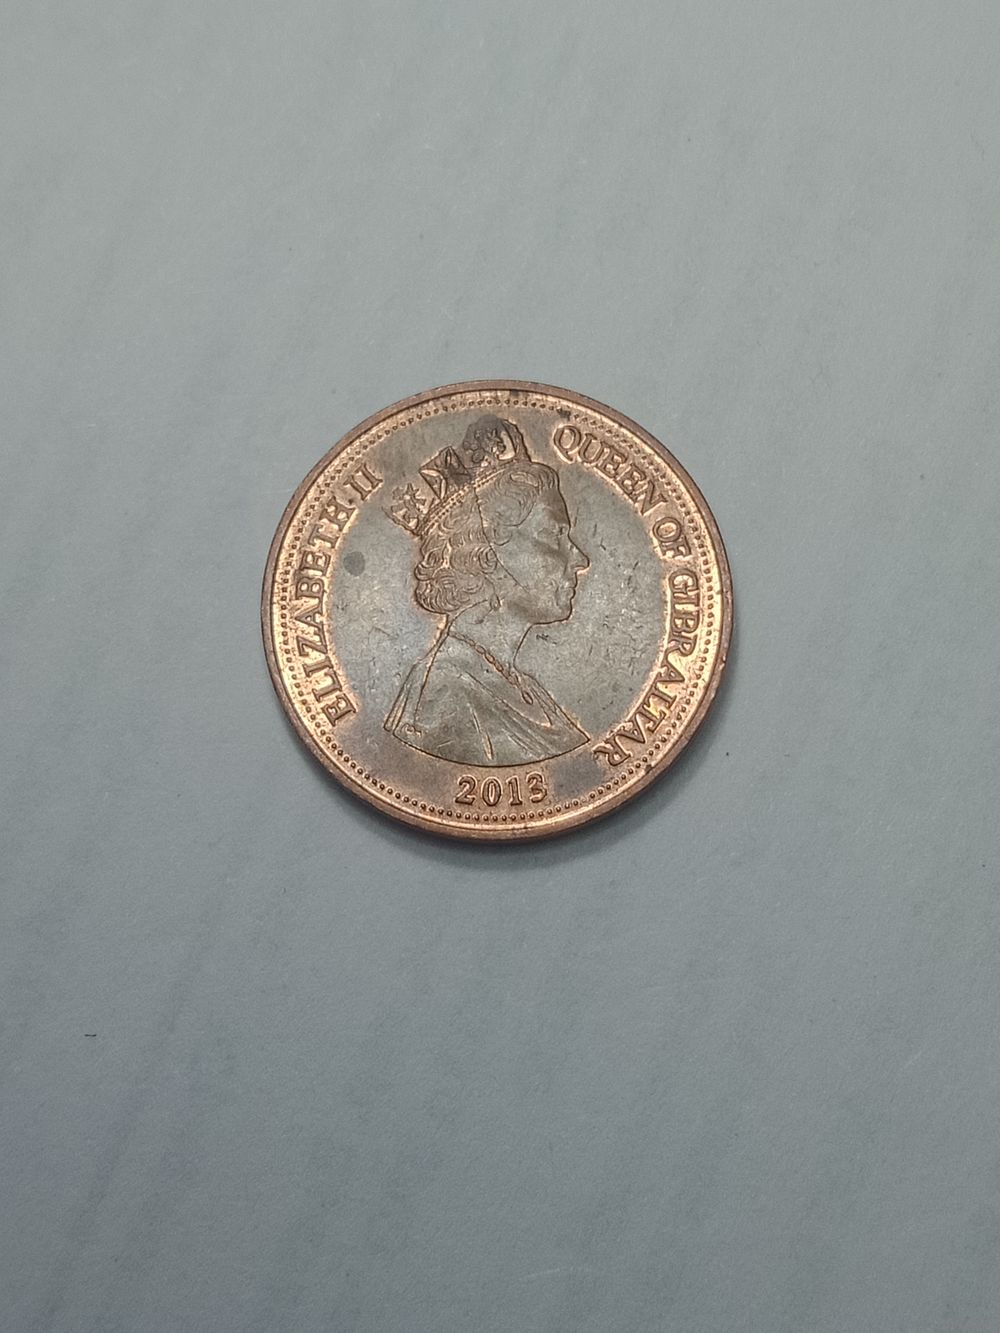 ELIZABETH II
QUEEN OF GIBRALTAR
2013